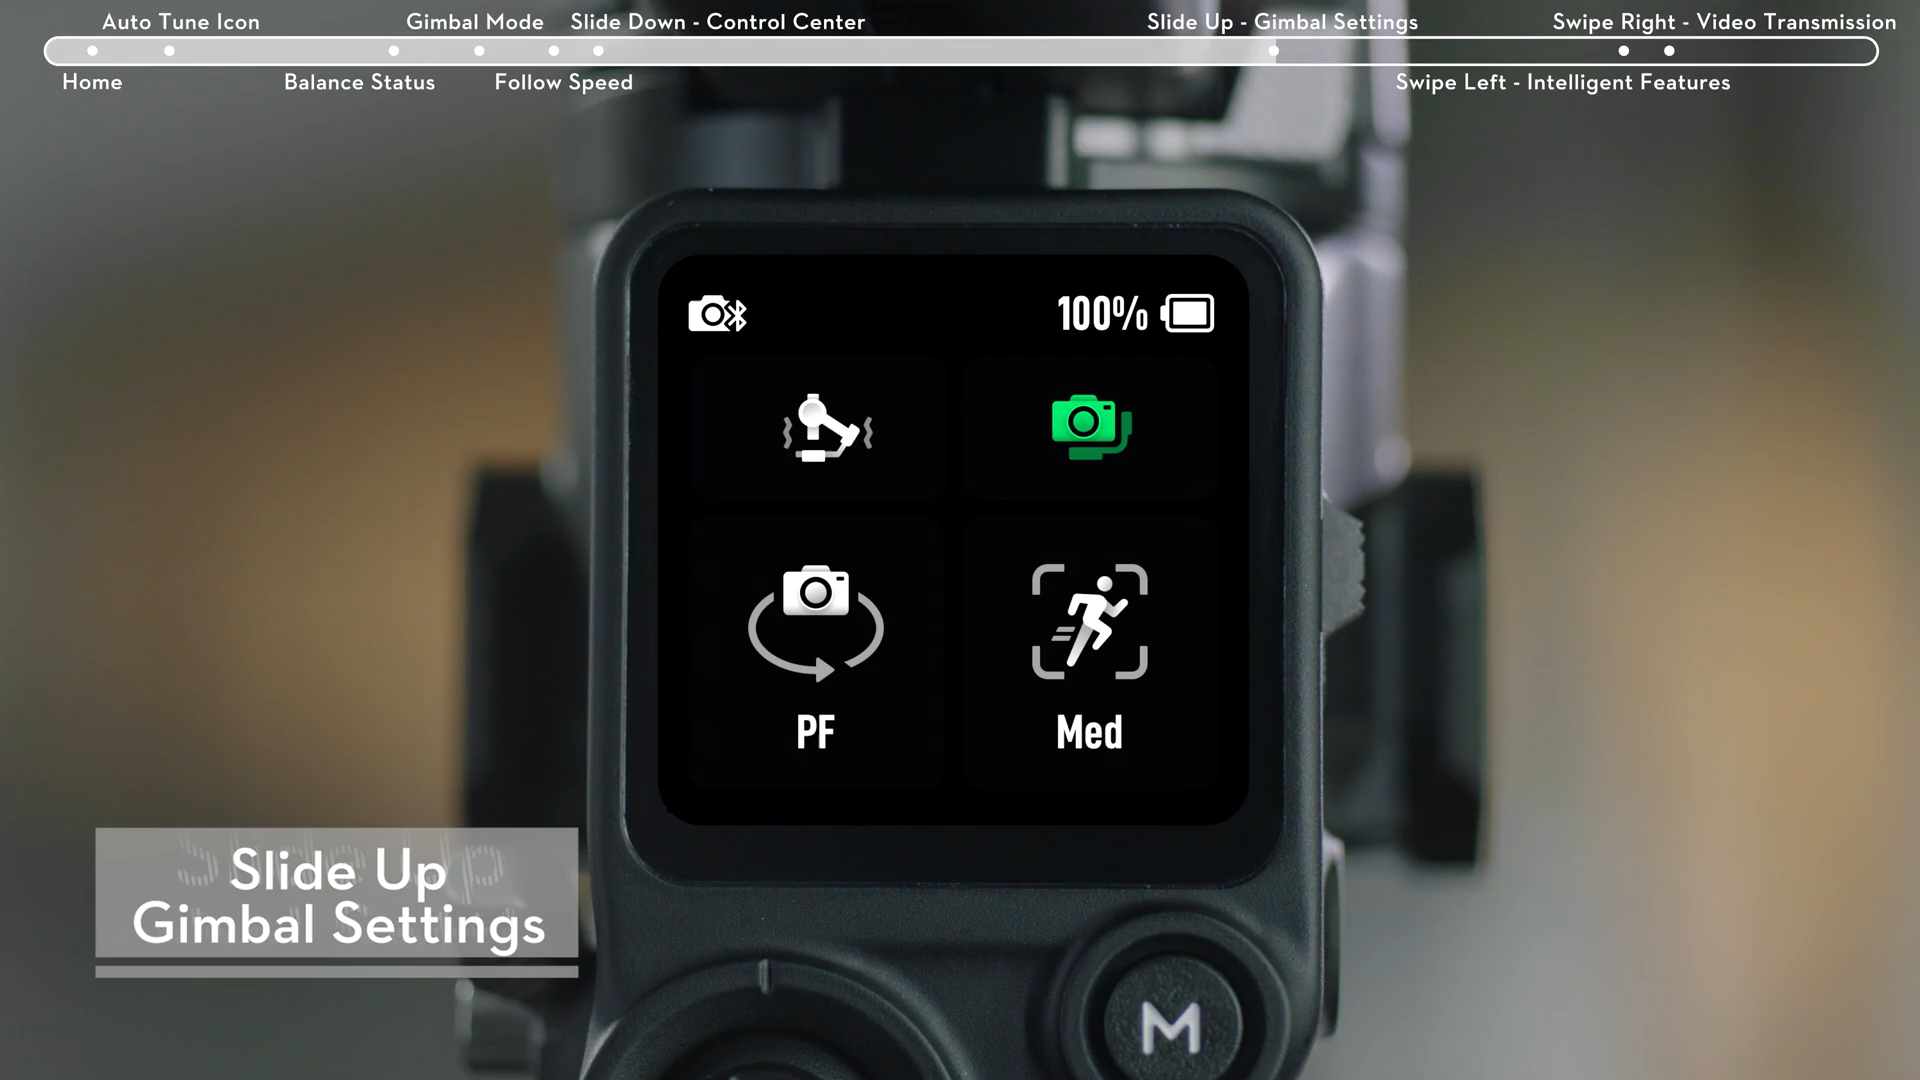 Auto Tune Icon
Gimbal Mode
Slide Down - Control Center
Slide Up - Gimbal Settings
Swipe Right - Video Transmission
Home
Balance Status
Follow Speed
Swipe Left - Intelligent Features
100%
PF
Med
Slide Up
Gimbal Settings
M